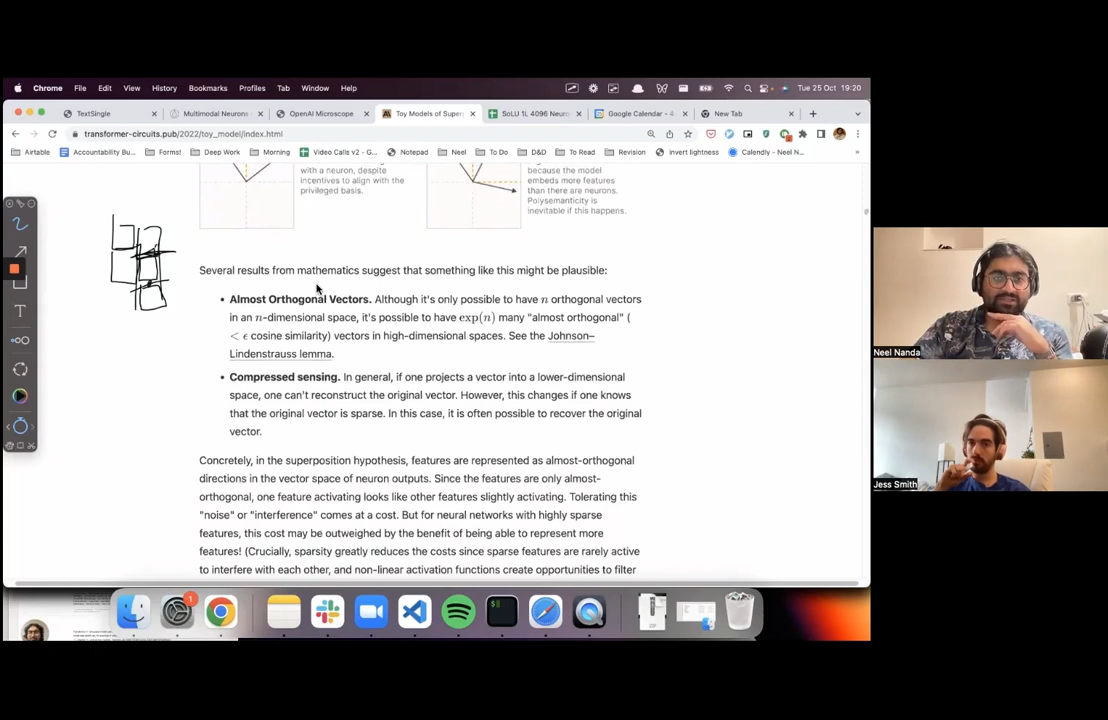 Chrome File Edit View History Bookmarks Profiles Tab Window Help Tue 25 Oct 19:20
TextSingle Multimodal Neurons OpenAI Microscope Toy Models of Super SoLU 1L 4096 Neuro Google Calendar - 4 New Tab
transformer-circuits.pub/2022/toy_model/index.html
Airtable Accountability Bu... Forms! Deep Work Morning Video Calls v2 - G... Notepad Neel To Do D&D To Read Revision invert lightness Calendly - Neel N...
with a neuron, despite
incentives to align with the
privileged basis.
because the model
embeds more features
than there are neurons.
Polysemanticity is
inevitable if this happens.
Several results from mathematics suggest that something like this might be plausible:
• Almost Orthogonal Vectors. Although it's only possible to have n orthogonal vectors
in an n-dimensional space, it's possible to have exp(n) many "almost orthogonal" (
< ϵ cosine similarity) vectors in high-dimensional spaces. See the Johnson–
Lindenstrauss lemma.
• Compressed sensing. In general, if one projects a vector into a lower-dimensional
space, one can't reconstruct the original vector. However, this changes if one knows
that the original vector is sparse. In this case, it is often possible to recover the original
vector.
Concretely, in the superposition hypothesis, features are represented as almost-orthogonal
directions in the vector space of neuron outputs. Since the features are only almost-
orthogonal, one feature activating looks like other features slightly activating. Tolerating this
"noise" or "interference" comes at a cost. But for neural networks with highly sparse
features, this cost may be outweighed by the benefit of being able to represent more
features! (Crucially, sparsity greatly reduces the costs since sparse features are rarely active
to interfere with each other, and non-linear activation functions create opportunities to filter
T
1
ZIP
Neel Nanda
Jess Smith